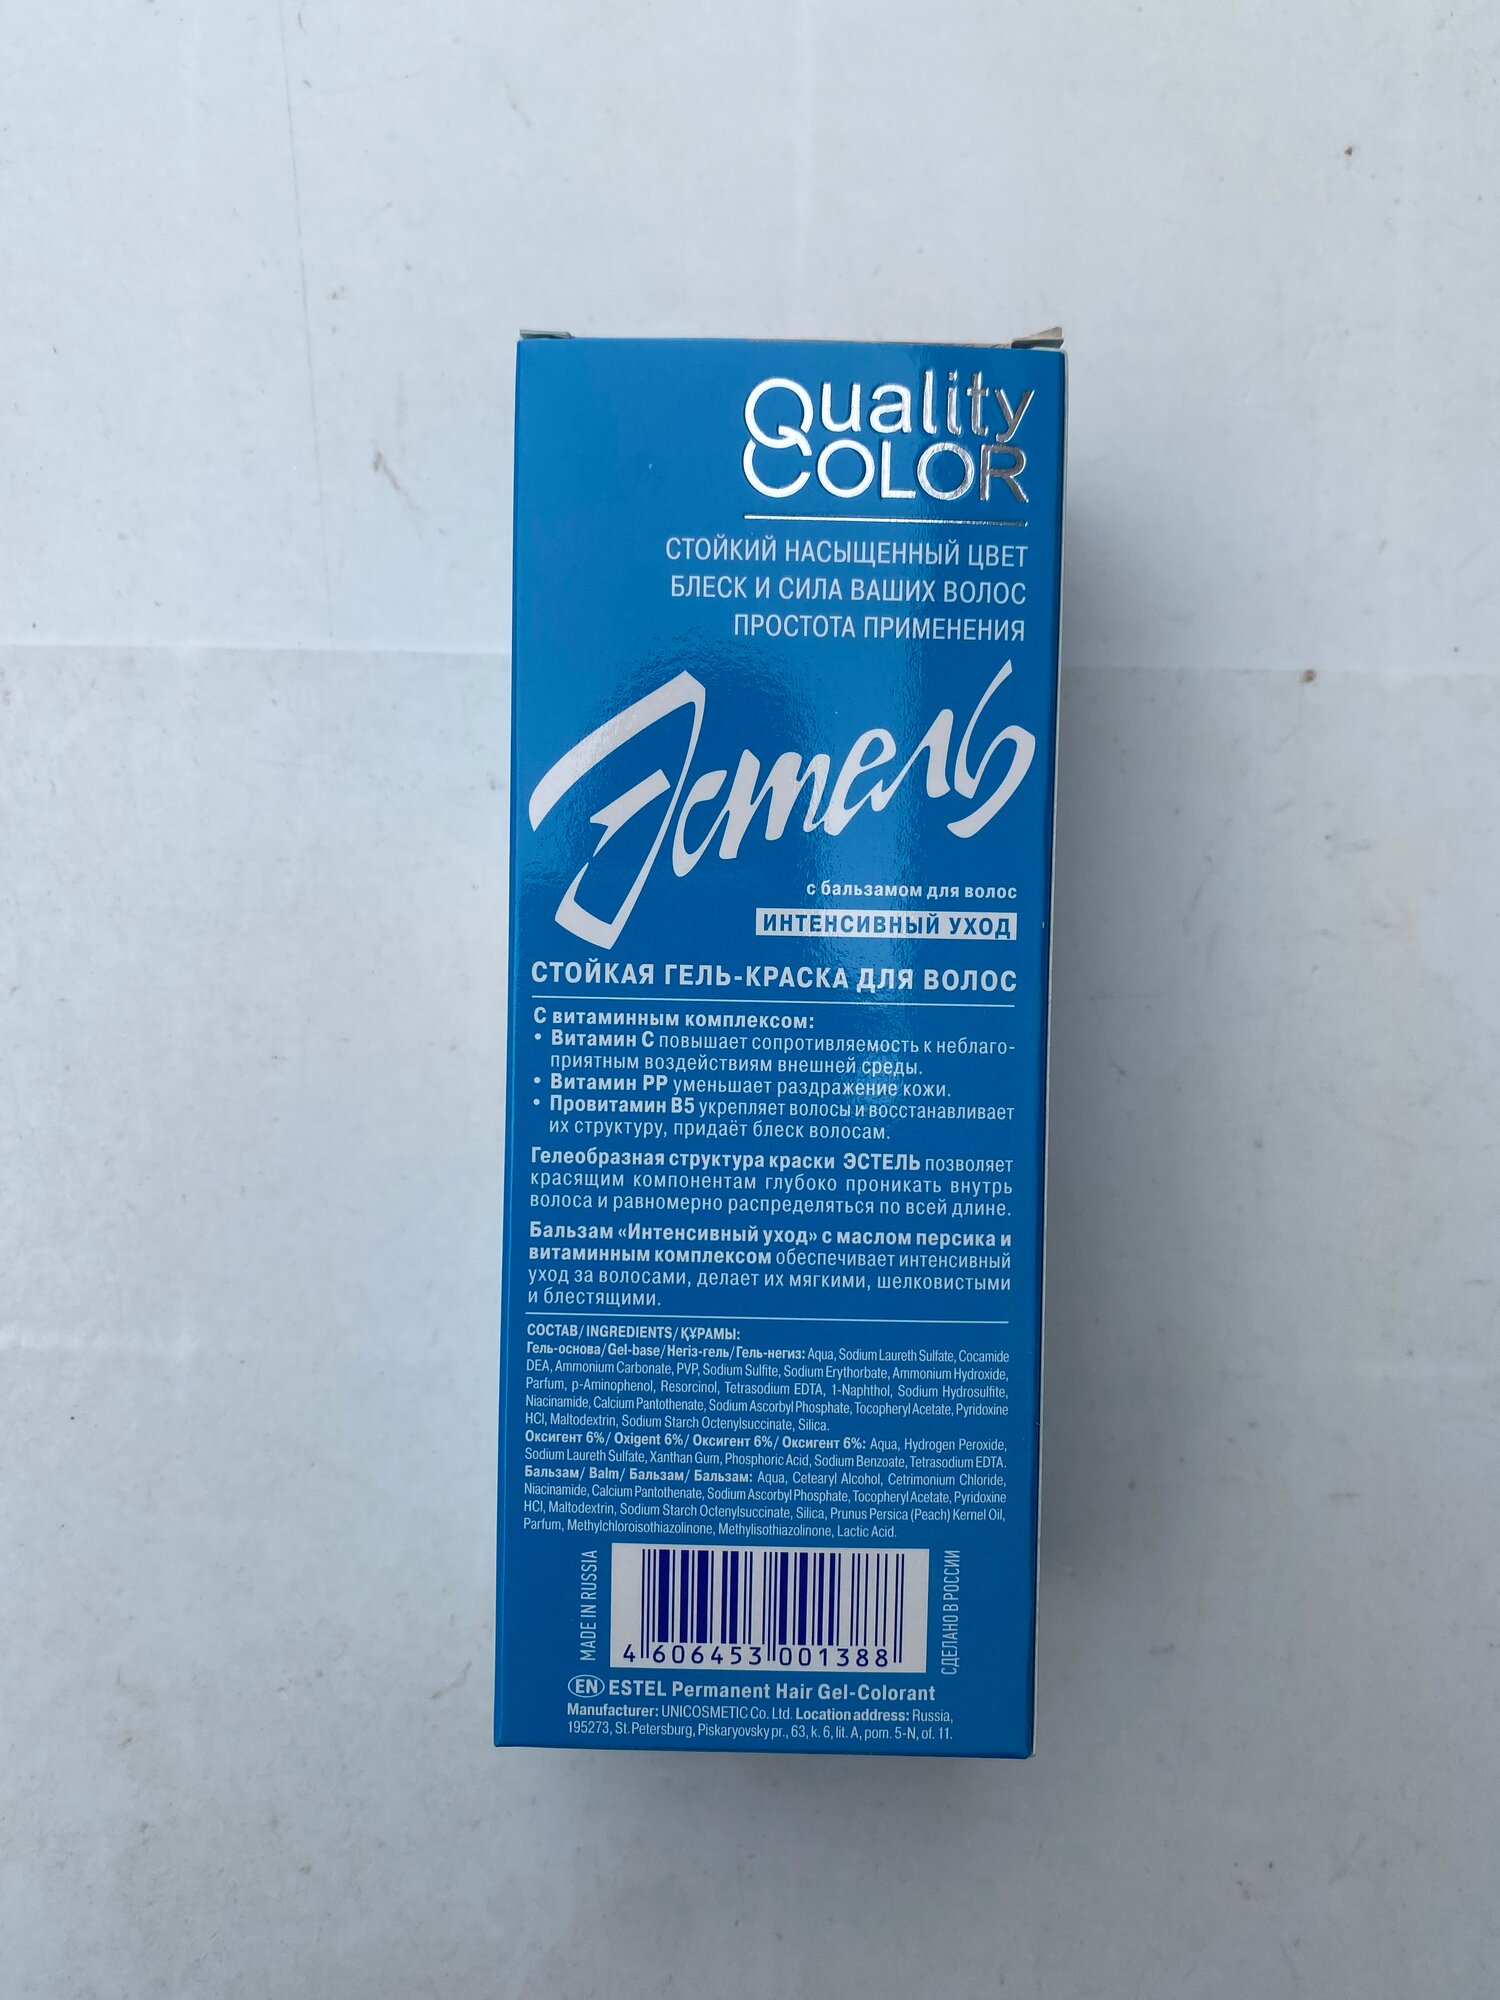 Quality
COLOR
СТОЙКИЙ НАСЫЩЕННЫЙ ЦВЕТ
БЛЕСК И СИЛА ВАШИХ ВОЛОС
ПРОСТОТА ПРИМЕНЕНИЯ
Эстель
с бальзамом для волос
ИНТЕНСИВНЫЙ УХОД
СТОЙКАЯ ГЕЛЬ-КРАСКА ДЛЯ ВОЛОС
С витаминным комплексом:
• Витамин С повышает сопротивляемость к неблаго-
приятным воздействиям внешней среды.
• Витамин РР уменьшает раздражение кожи.
• Провитамин В5 укрепляет волосы и восстанавливает
их структуру, придаёт блеск волосам.
Гелеобразная структура краски ЭСТЕЛЬ позволяет
красящим компонентам глубоко проникать внутрь
волоса и равномерно распределяться по всей длине.
Бальзам «Интенсивный уход» с маслом персика и
витаминным комплексом обеспечивает интенсивный
уход за волосами, делает их мягкими, шелковистыми
и блестящими.
СОСТАВ/INGREDIENTS/ҚҰРАМЫ:
Гель-основа/Gel-base/Негіз-гель/Гель-негиз: Aqua, Sodium Laureth Sulfate, Cocamide
DEA, Ammonium Carbonate, PVP, Sodium Sulfite, Sodium Erythorbate, Ammonium Hydroxide,
Parfum, p-Aminophenol, Resorcinol, Tetrasodium EDTA, 1-Naphthol, Sodium Hydrosulfite,
Niacinamide, Calcium Pantothenate, Sodium Ascorbyl Phosphate, Tocopheryl Acetate, Pyridoxine
HCl, Maltodextrin, Sodium Starch Octenylsuccinate, Silica.
Оксигент 6%/ Oxigent 6%/ Оксигент 6%/ Оксигент 6%: Aqua, Hydrogen Peroxide,
Sodium Laureth Sulfate, Xanthan Gum, Phosphoric Acid, Sodium Benzoate, Tetrasodium EDTA.
Бальзам/ Balm/ Бальзам/ Бальзам: Aqua, Cetearyl Alcohol, Cetrimonium Chloride,
Niacinamide, Calcium Pantothenate, Sodium Ascorbyl Phosphate, Tocopheryl Acetate, Pyridoxine
HCl, Maltodextrin, Sodium Starch Octenylsuccinate, Silica, Prunus Persica (Peach) Kernel Oil,
Parfum, Methylchloroisothiazolinone, Methylisothiazolinone, Lactic Acid.
MADE IN RUSSIA
4 606453 001388
СДЕЛАНО В РОССИИ
EN ESTEL Permanent Hair Gel-Colorant
Manufacturer: UNICOSMETIC Co. Ltd. Location address: Russia,
195273, St. Petersburg, Piskaryovsky pr., 63, k. 6, lit. A, pom. 5-N, of. 11.